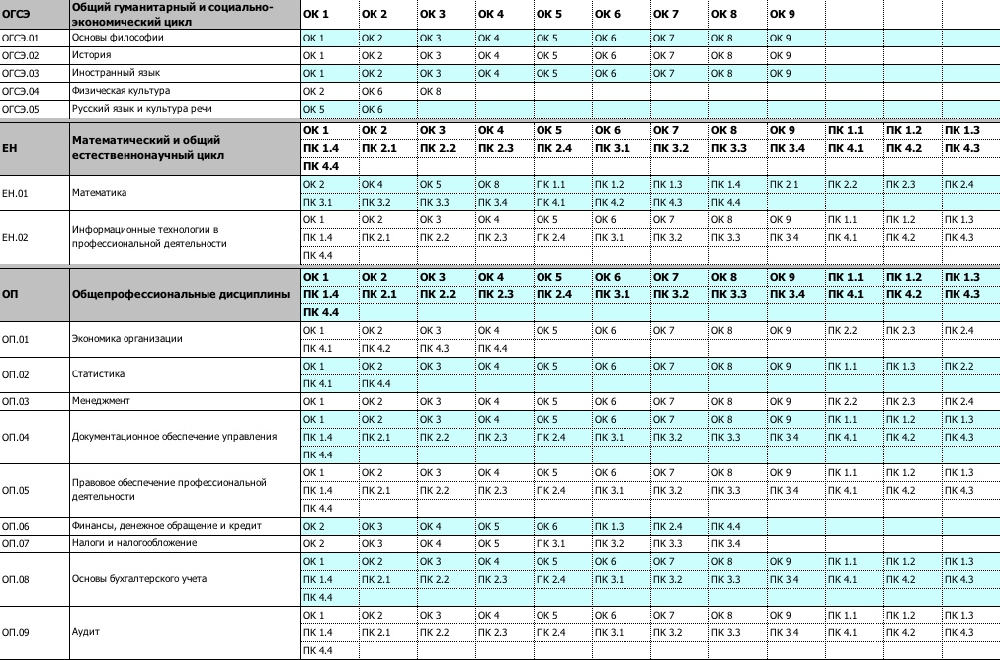 ОГСЭ Общий гуманитарный и социально-экономический цикл ОК 1 ОК 2 ОК 3 ОК 4 ОК 5 ОК 6 ОК 7 ОК 8 ОК 9
ОГСЭ.01 Основы философии ОК 1 ОК 2 ОК 3 ОК 4 ОК 5 ОК 6 ОК 7 ОК 8 ОК 9
ОГСЭ.02 История ОК 1 ОК 2 ОК 3 ОК 4 ОК 5 ОК 6 ОК 7 ОК 8 ОК 9
ОГСЭ.03 Иностранный язык ОК 1 ОК 2 ОК 3 ОК 4 ОК 5 ОК 6 ОК 7 ОК 8 ОК 9
ОГСЭ.04 Физическая культура ОК 2 ОК 6 ОК 8
ОГСЭ.05 Русский язык и культура речи ОК 5 ОК 6
ЕН Математический и общий естественнонаучный цикл ОК 1 ОК 2 ОК 3 ОК 4 ОК 5 ОК 6 ОК 7 ОК 8 ОК 9 ПК 1.1 ПК 1.2 ПК 1.3
ПК 1.4 ПК 2.1 ПК 2.2 ПК 2.3 ПК 2.4 ПК 3.1 ПК 3.2 ПК 3.3 ПК 3.4 ПК 4.1 ПК 4.2 ПК 4.3
ПК 4.4
ЕН.01 Математика ОК 2 ОК 4 ОК 5 ОК 8 ПК 1.1 ПК 1.2 ПК 1.3 ПК 1.4 ПК 2.1 ПК 2.2 ПК 2.3 ПК 2.4
ПК 3.1 ПК 3.2 ПК 3.3 ПК 3.4 ПК 4.1 ПК 4.2 ПК 4.3 ПК 4.4
ЕН.02 Информационные технологии в профессиональной деятельности ОК 1 ОК 2 ОК 3 ОК 4 ОК 5 ОК 6 ОК 7 ОК 8 ОК 9 ПК 1.1 ПК 1.2 ПК 1.3
ПК 1.4 ПК 2.1 ПК 2.2 ПК 2.3 ПК 2.4 ПК 3.1 ПК 3.2 ПК 3.3 ПК 3.4 ПК 4.1 ПК 4.2 ПК 4.3
ПК 4.4
ОП Общепрофессиональные дисциплины ОК 1 ОК 2 ОК 3 ОК 4 ОК 5 ОК 6 ОК 7 ОК 8 ОК 9 ПК 1.1 ПК 1.2 ПК 1.3
ПК 1.4 ПК 2.1 ПК 2.2 ПК 2.3 ПК 2.4 ПК 3.1 ПК 3.2 ПК 3.3 ПК 3.4 ПК 4.1 ПК 4.2 ПК 4.3
ПК 4.4
ОП.01 Экономика организации ОК 1 ОК 2 ОК 3 ОК 4 ОК 5 ОК 6 ОК 7 ОК 8 ОК 9 ПК 2.2 ПК 2.3 ПК 2.4
ПК 4.1 ПК 4.2 ПК 4.3 ПК 4.4
ОП.02 Статистика ОК 1 ОК 2 ОК 3 ОК 4 ОК 5 ОК 6 ОК 7 ОК 8 ОК 9 ПК 1.1 ПК 1.3 ПК 2.2
ПК 4.1 ПК 4.4
ОП.03 Менеджмент ОК 1 ОК 2 ОК 3 ОК 4 ОК 5 ОК 6 ОК 7 ОК 8 ОК 9 ПК 2.2 ПК 2.3 ПК 2.4
ОП.04 Документационное обеспечение управления ОК 1 ОК 2 ОК 3 ОК 4 ОК 5 ОК 6 ОК 7 ОК 8 ОК 9 ПК 1.1 ПК 1.2 ПК 1.3
ПК 1.4 ПК 2.1 ПК 2.2 ПК 2.3 ПК 2.4 ПК 3.1 ПК 3.2 ПК 3.3 ПК 3.4 ПК 4.1 ПК 4.2 ПК 4.3
ПК 4.4
ОП.05 Правовое обеспечение профессиональной деятельности ОК 1 ОК 2 ОК 3 ОК 4 ОК 5 ОК 6 ОК 7 ОК 8 ОК 9 ПК 1.1 ПК 1.2 ПК 1.3
ПК 1.4 ПК 2.1 ПК 2.2 ПК 2.3 ПК 2.4 ПК 3.1 ПК 3.2 ПК 3.3 ПК 3.4 ПК 4.1 ПК 4.2 ПК 4.3
ПК 4.4
ОП.06 Финансы, денежное обращение и кредит ОК 2 ОК 3 ОК 4 ОК 5 ОК 6 ПК 1.3 ПК 2.4 ПК 4.4
ОП.07 Налоги и налогообложение ОК 2 ОК 3 ОК 4 ОК 5 ПК 3.1 ПК 3.2 ПК 3.3 ПК 3.4
ОП.08 Основы бухгалтерского учета ОК 1 ОК 2 ОК 3 ОК 4 ОК 5 ОК 6 ОК 7 ОК 8 ОК 9 ПК 1.1 ПК 1.2 ПК 1.3
ПК 1.4 ПК 2.1 ПК 2.2 ПК 2.3 ПК 2.4 ПК 3.1 ПК 3.2 ПК 3.3 ПК 3.4 ПК 4.1 ПК 4.2 ПК 4.3
ПК 4.4
ОП.09 Аудит ОК 1 ОК 2 ОК 3 ОК 4 ОК 5 ОК 6 ОК 7 ОК 8 ОК 9 ПК 1.1 ПК 1.2 ПК 1.3
ПК 1.4 ПК 2.1 ПК 2.2 ПК 2.3 ПК 2.4 ПК 3.1 ПК 3.2 ПК 3.3 ПК 3.4 ПК 4.1 ПК 4.2 ПК 4.3
ПК 4.4